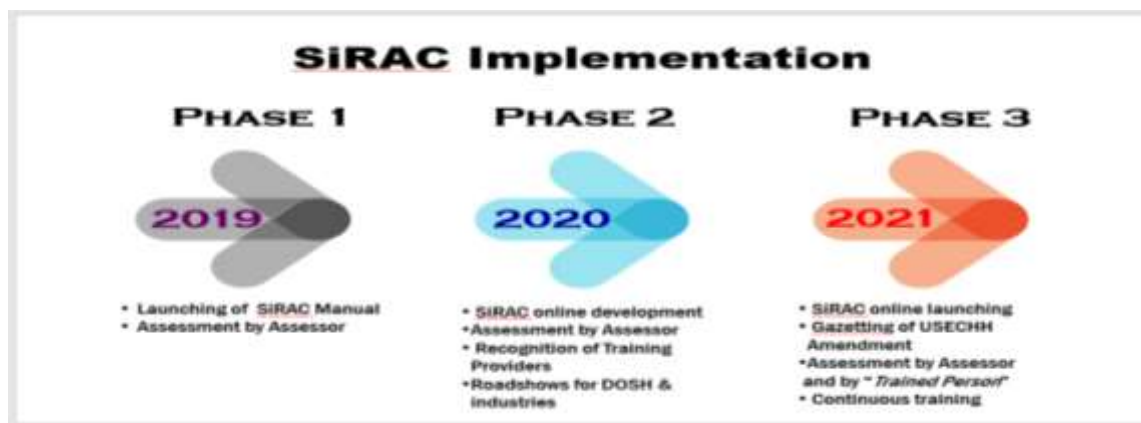 SiRAC Implementation
PHASE 1
2019
• Launching of SiRAC Manual
• Assessment by Assessor
PHASE 2
2020
• SiRAC online development
•Assessment by Assessor
• Recognition of Training
Providers
•Roadshows for DOSH &
industries
PHASE 3
2021
• SiRAC online launching
• Gazetting of USECHH
Amendment
•Assessment by Assessor
and by "Trained Person"
• Continuous training